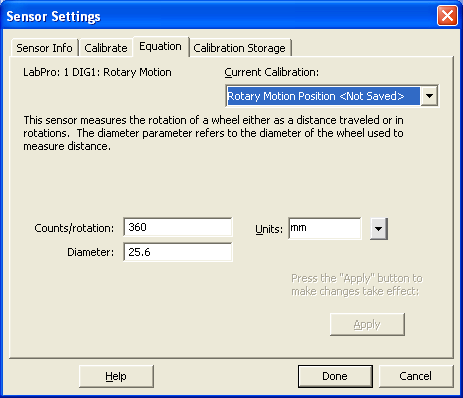 Sensor Settings
Sensor Info Calibrate Equation Calibration Storage
LabPro: 1 DIG1: Rotary Motion
Current Calibration:
Rotary Motion Position <Not Saved>
This sensor measures the rotation of a wheel either as a distance traveled or in
rotations. The diameter parameter refers to the diameter of the wheel used to
measure distance.
Counts/rotation: 360 Units: mm
Diameter: 25.6
Press the "Apply" button to
make changes take effect:
Apply
Help Done Cancel